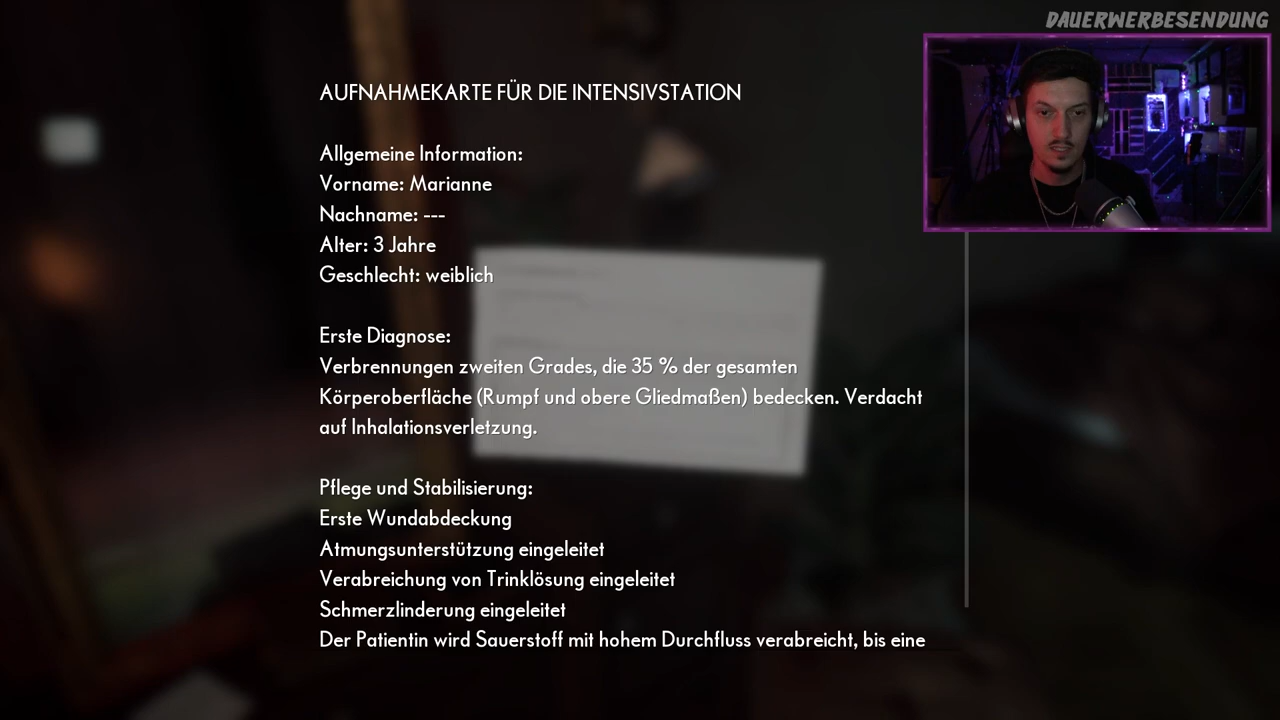 DAUERWERBESENDUNG
AUFNAHMEKARTE FÜR DIE INTENSIVSTATION
Allgemeine Information:
Vorname: Marianne
Nachname: ---
Alter: 3 Jahre
Geschlecht: weiblich
Erste Diagnose:
Verbrennungen zweiten Grades, die 35 % der gesamten
Körperoberfläche (Rumpf und obere Gliedmaßen) bedecken. Verdacht
auf Inhalationsverletzung.
Pflege und Stabilisierung:
Erste Wundabdeckung
Atmungsunterstützung eingeleitet
Verabreichung von Trinklösung eingeleitet
Schmerzlinderung eingeleitet
Der Patientin wird Sauerstoff mit hohem Durchfluss verabreicht, bis eine